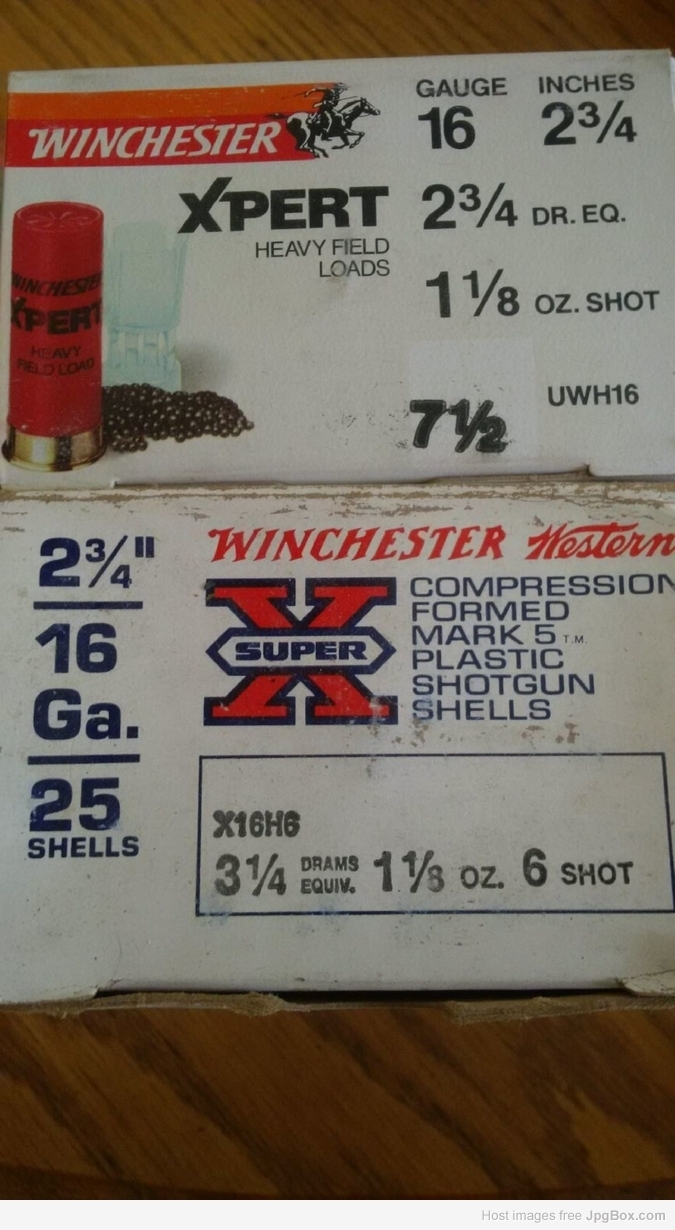 WINCHESTER
XPERT
HEAVY FIELD
LOADS
GAUGE INCHES
16 2¾
2¾ DR. EQ.
1⅛ OZ. SHOT
7½ UWH16
WINCHESTER
XPERT
HEAVY
FIELD LOAD
2¾"
16
Ga.
25
SHELLS
WINCHESTER Western
SUPER X
COMPRESSION
FORMED
MARK 5 T.M.
PLASTIC
SHOTGUN
SHELLS
X16H6
3¼ DRAMS EQUIV. 1⅛ OZ. 6 SHOT
Host images free JpgBox.com